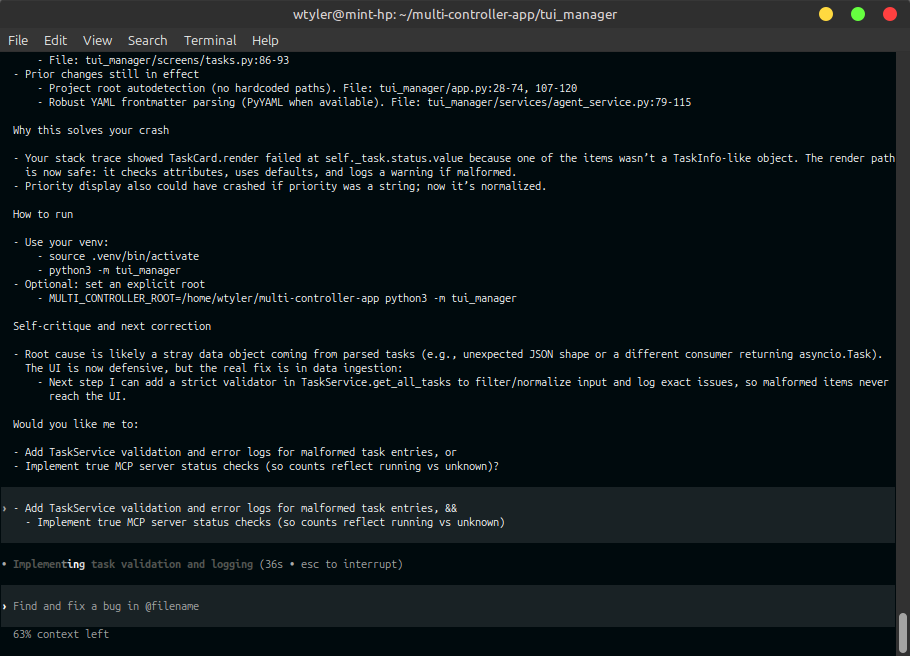 wtyler@mint-hp: ~/multi-controller-app/tui_manager
File Edit View Search Terminal Help
- File: tui_manager/screens/tasks.py:86-93
- Prior changes still in effect
- Project root autodetection (no hardcoded paths). File: tui_manager/app.py:28-74, 107-120
- Robust YAML frontmatter parsing (PyYAML when available). File: tui_manager/services/agent_service.py:79-115
Why this solves your crash
- Your stack trace showed TaskCard.render failed at self._task.status.value because one of the items wasn’t a TaskInfo-like object. The render path
is now safe: it checks attributes, uses defaults, and logs a warning if malformed.
- Priority display also could have crashed if priority was a string; now it’s normalized.
How to run
- Use your venv:
- source .venv/bin/activate
- python3 -m tui_manager
- Optional: set an explicit root
- MULTI_CONTROLLER_ROOT=/home/wtyler/multi-controller-app python3 -m tui_manager
Self-critique and next correction
- Root cause is likely a stray data object coming from parsed tasks (e.g., unexpected JSON shape or a different consumer returning asyncio.Task).
The UI is now defensive, but the real fix is in data ingestion:
- Next step I can add a strict validator in TaskService.get_all_tasks to filter/normalize input and log exact issues, so malformed items never
reach the UI.
Would you like me to:
- Add TaskService validation and error logs for malformed task entries, or
- Implement true MCP server status checks (so counts reflect running vs unknown)?
› - Add TaskService validation and error logs for malformed task entries, &&
- Implement true MCP server status checks (so counts reflect running vs unknown)
• Implementing task validation and logging (36s • esc to interrupt)
› Find and fix a bug in @filename
63% context left